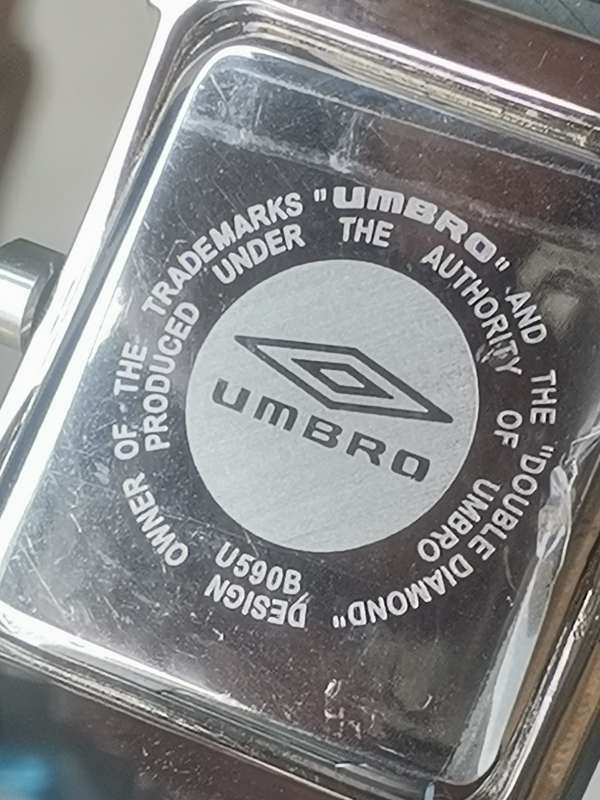 OWNER OF THE TRADEMARKS "UMBRO" AND THE "DOUBLE DIAMOND" DESIGN
PRODUCED UNDER THE AUTHORITY OF UMBRO
UMBRO
U590B